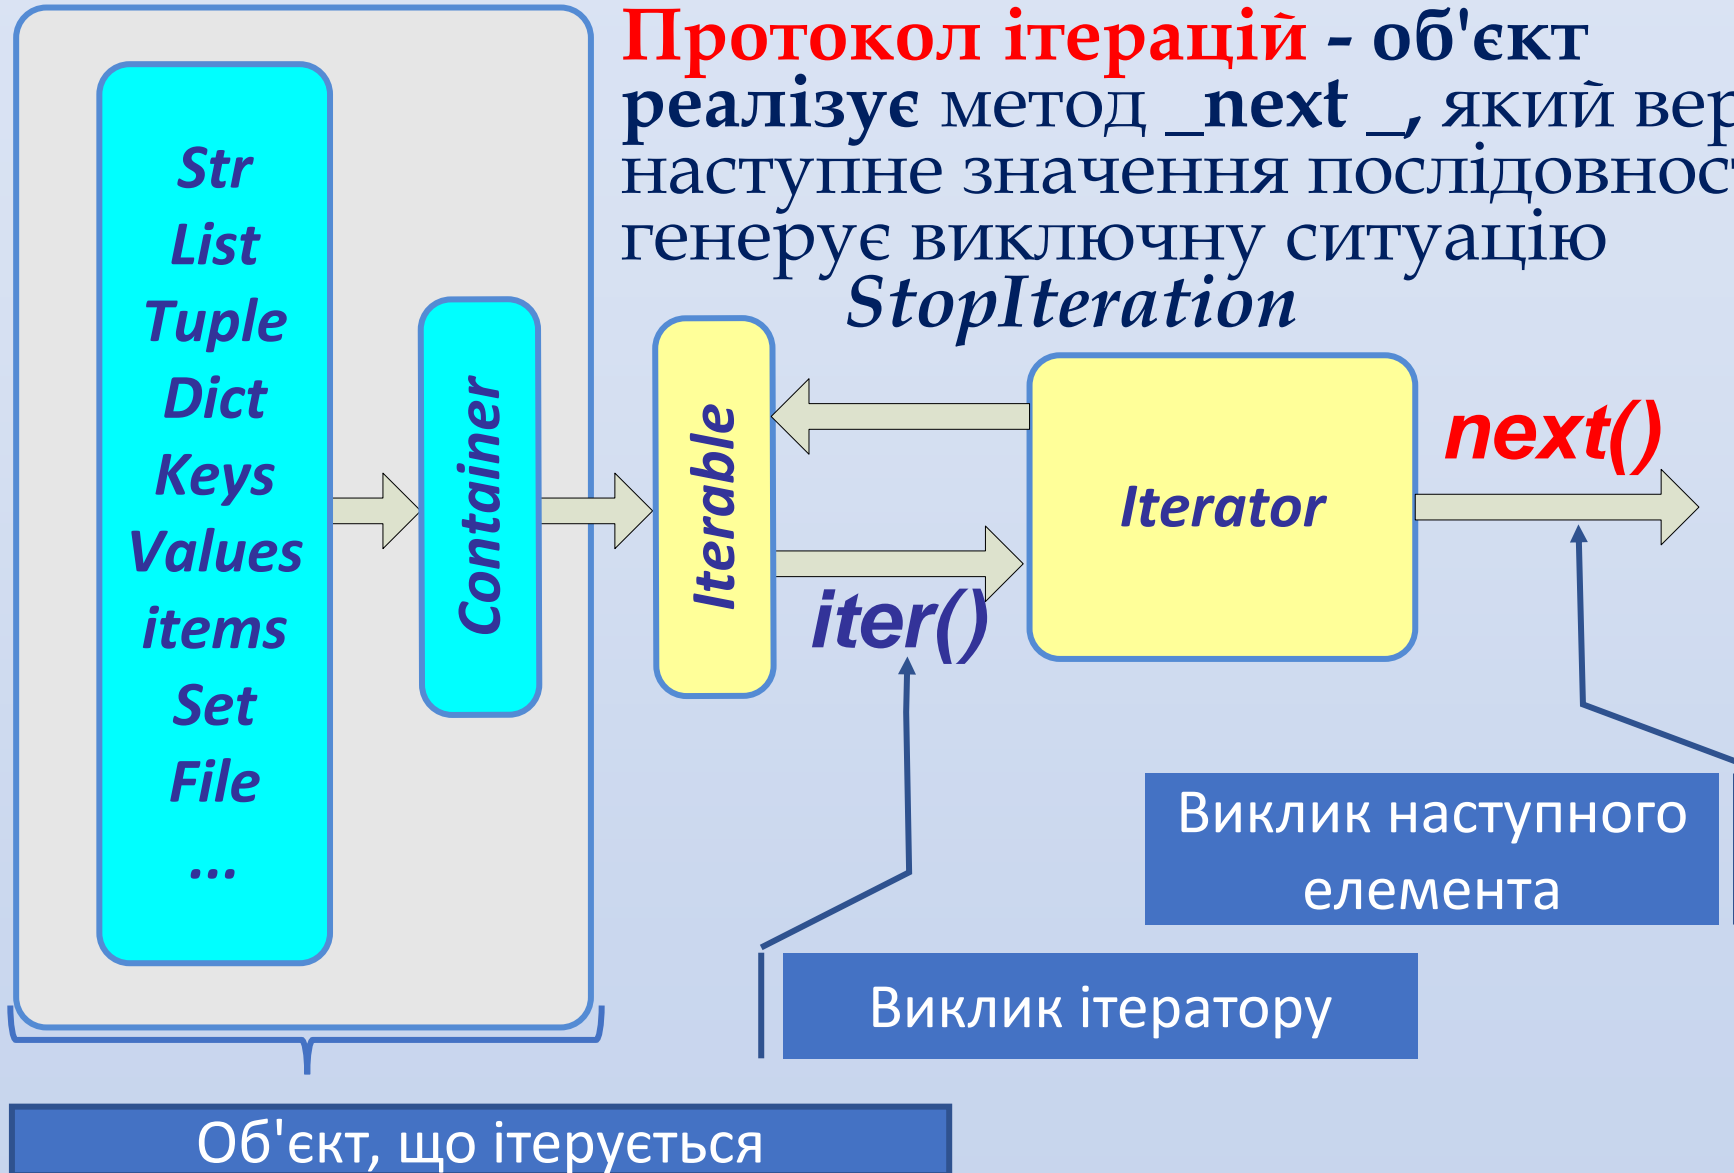 Протокол ітерацій - об'єкт
реалізує метод _next _, який вер
наступне значення послідовност
генерує виключну ситуацію
StopIteration
Str
List
Tuple
Dict
Keys
Values
items
Set
File
...
Container
Iterable
iter()
Iterator
next()
Виклик наступного
елемента
Виклик ітератору
Об'єкт, що ітерується